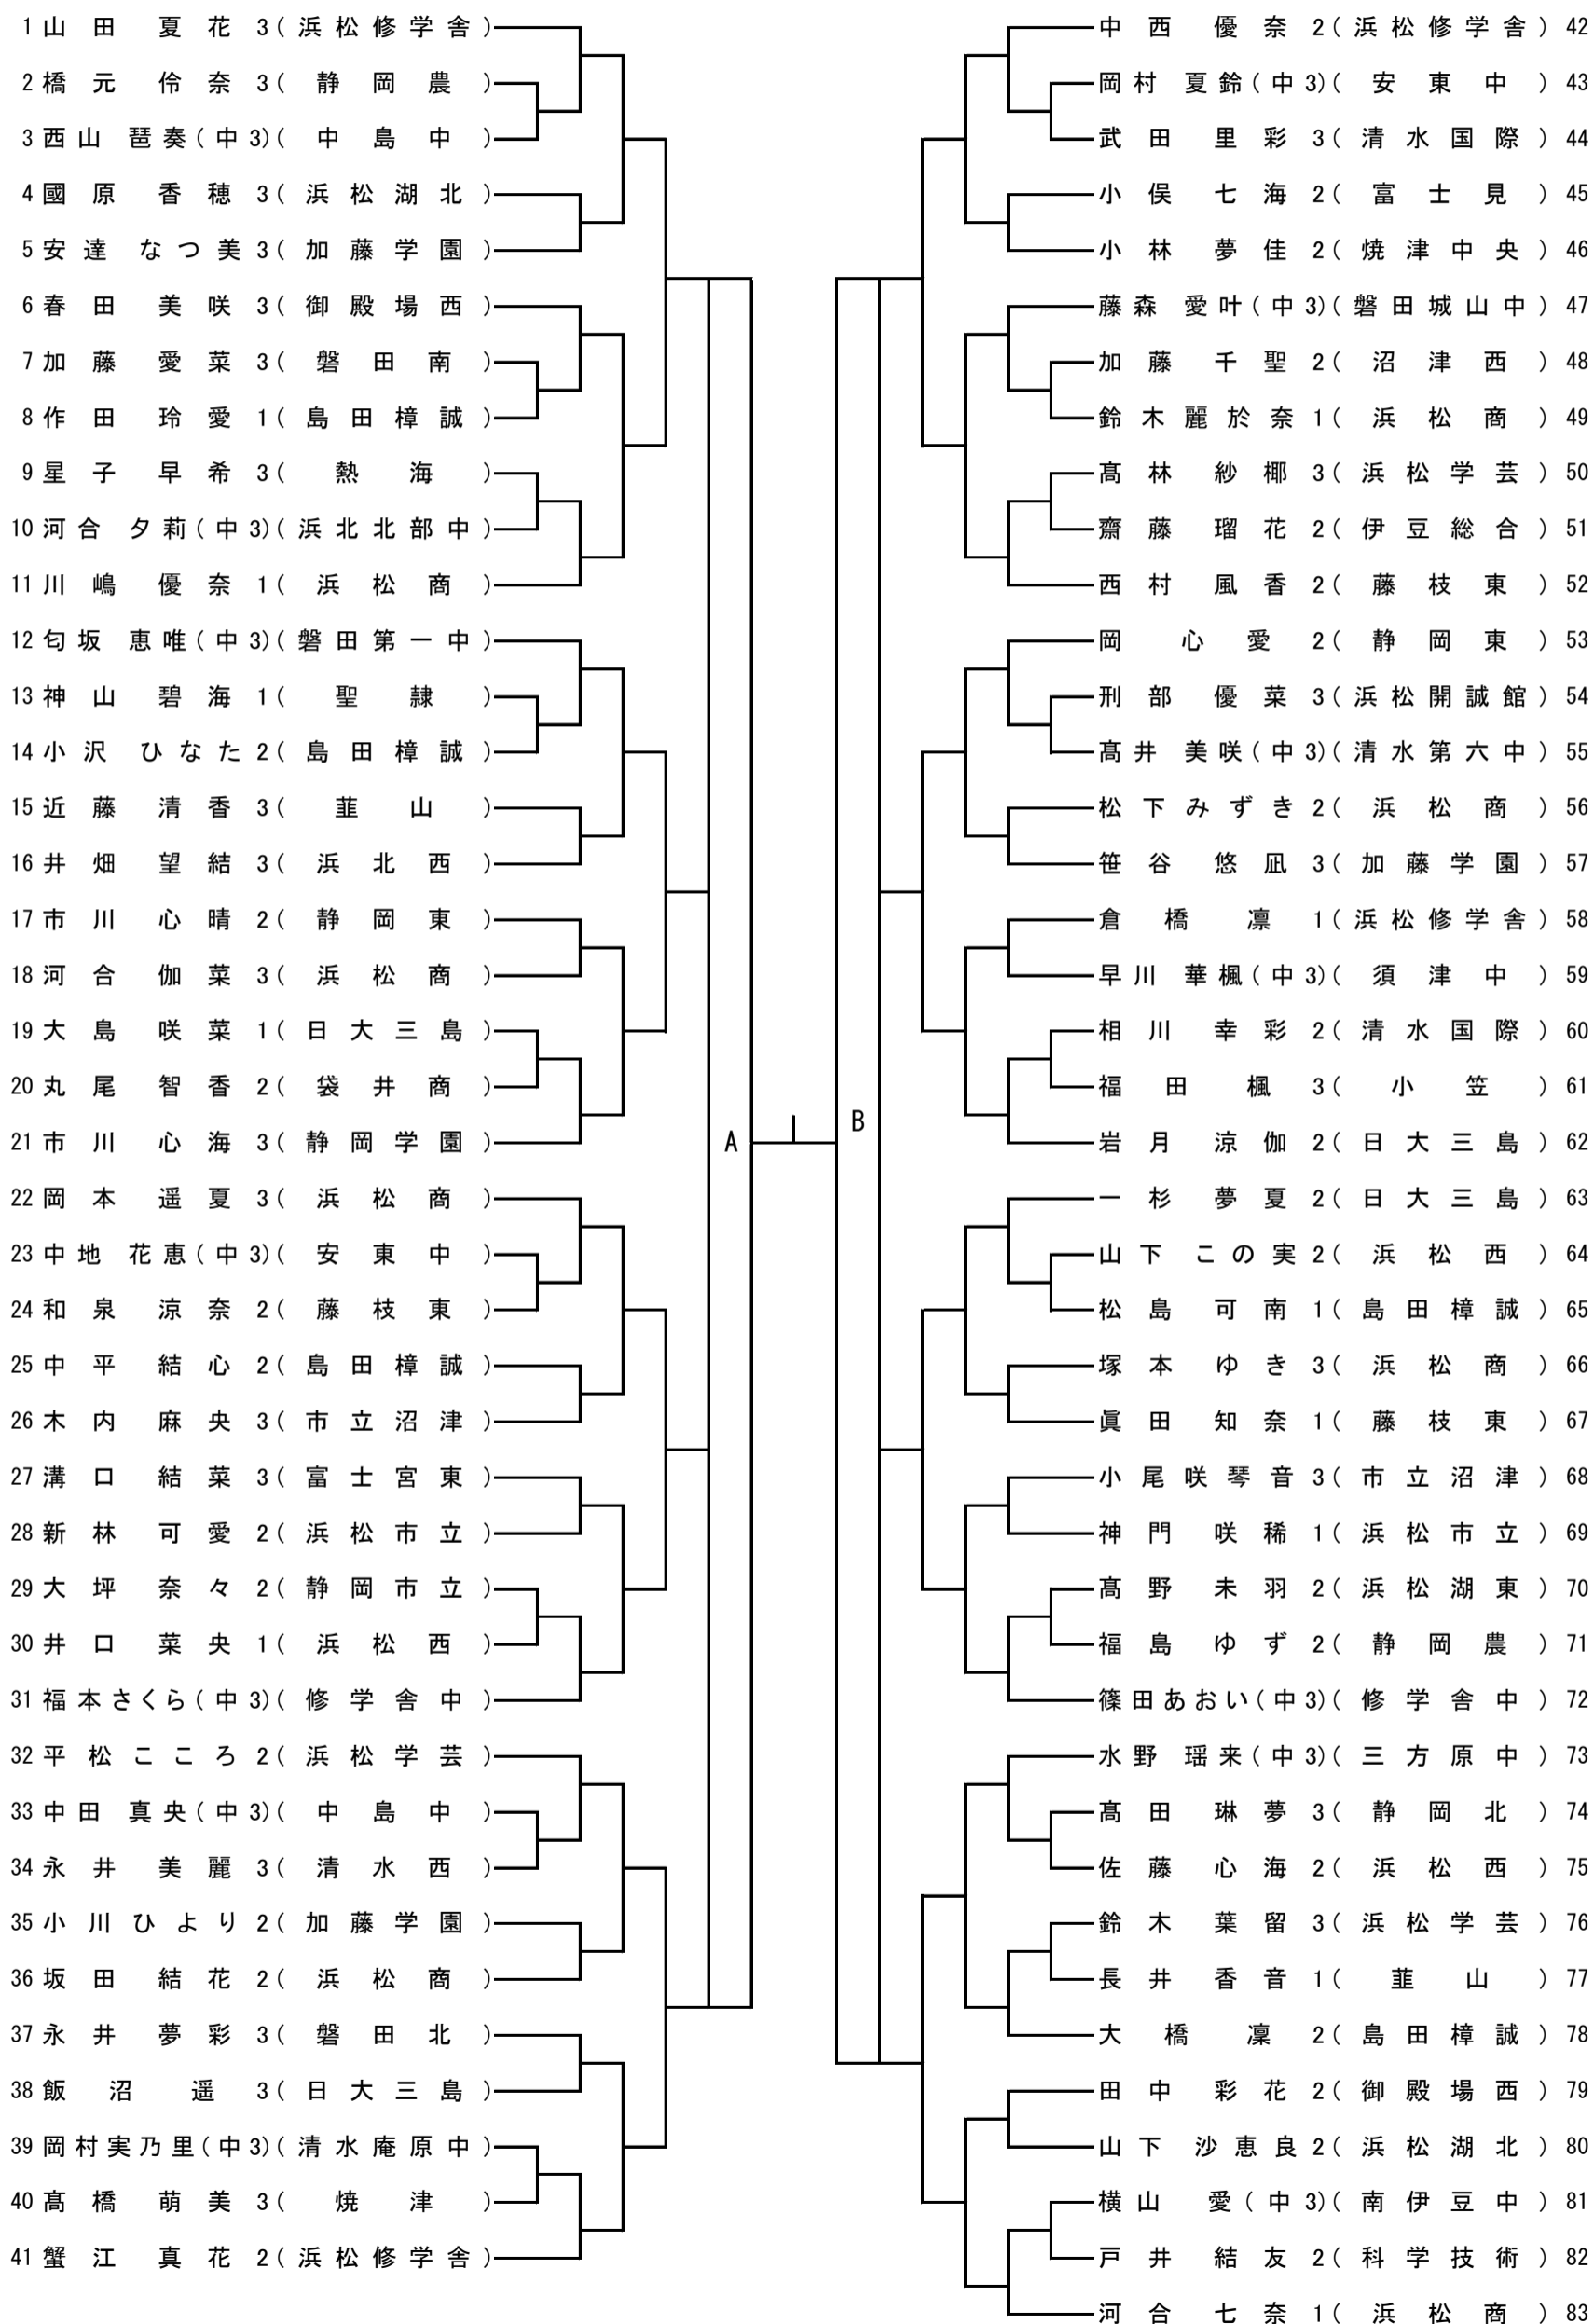 1 山田 夏花 3(浜松修学舎)
2 橋元 伶奈 3(静岡農)
3 西山 琶奏(中3)(中島中)
4 國原 香穂 3(浜松湖北)
5 安達 なつ美 3(加藤学園)
6 春田 美咲 3(御殿場西)
7 加藤 愛菜 3(磐田南)
8 作田 玲愛 1(島田樟誠)
9 星子 早希 3(熱海)
10 河合 夕莉(中3)(浜北北部中)
11 川嶋 優奈 1(浜松商)
12 匂坂 恵唯(中3)(磐田第一中)
13 神山 碧海 1(聖隷)
14 小沢 ひなた 2(島田樟誠)
15 近藤 清香 3(韮山)
16 井畑 望結 3(浜北西)
17 市川 心晴 2(静岡東)
18 河合 伽菜 3(浜松商)
19 大島 咲菜 1(日大三島)
20 丸尾 智香 2(袋井商)
21 市川 心海 3(静岡学園)
22 岡本 遥夏 3(浜松商)
23 中地 花恵(中3)(安東中)
24 和泉 涼奈 2(藤枝東)
25 中平 結心 2(島田樟誠)
26 木内 麻央 3(市立沼津)
27 溝口 結菜 3(富士宮東)
28 新林 可愛 2(浜松市立)
29 大坪 奈々 2(静岡市立)
30 井口 菜央 1(浜松西)
31 福本さくら(中3)(修学舎中)
32 平松こころ 2(浜松学芸)
33 中田 真央(中3)(中島中)
34 永井 美麗 3(清水西)
35 小川ひより 2(加藤学園)
36 坂田 結花 2(浜松商)
37 永井 夢彩 3(磐田北)
38 飯沼 遥 3(日大三島)
39 岡村実乃里(中3)(清水庵原中)
40 髙橋 萌美 3(焼津)
41 蟹江 真花 2(浜松修学舎)
A
B
中西 優奈 2(浜松修学舎) 42
岡村 夏鈴(中3)(安東中) 43
武田 里彩 3(清水国際) 44
小俣 七海 2(富士見) 45
小林 夢佳 2(焼津中央) 46
藤森 愛叶(中3)(磐田城山中) 47
加藤 千聖 2(沼津西) 48
鈴木麗於奈 1(浜松商) 49
髙林 紗椰 3(浜松学芸) 50
齋藤 瑠花 2(伊豆総合) 51
西村 風香 2(藤枝東) 52
岡 心愛 2(静岡東) 53
刑部 優菜 3(浜松開誠館) 54
髙井 美咲(中3)(清水第六中) 55
松下みずき 2(浜松商) 56
笹谷 悠凪 3(加藤学園) 57
倉橋 凛 1(浜松修学舎) 58
早川 華楓(中3)(須津中) 59
相川 幸彩 2(清水国際) 60
福田 楓 3(小笠) 61
岩月 涼伽 2(日大三島) 62
一杉 夢夏 2(日大三島) 63
山下 この実 2(浜松西) 64
松島 可南 1(島田樟誠) 65
塚本 ゆき 3(浜松商) 66
眞田 知奈 1(藤枝東) 67
小尾咲琴音 3(市立沼津) 68
神門 咲稀 1(浜松市立) 69
髙野 未羽 2(浜松湖東) 70
福島 ゆず 2(静岡農) 71
篠田あおい(中3)(修学舎中) 72
水野 瑶来(中3)(三方原中) 73
髙田 琳夢 3(静岡北) 74
佐藤 心海 2(浜松西) 75
鈴木 葉留 3(浜松学芸) 76
長井 香音 1(韮山) 77
大橋 凜 2(島田樟誠) 78
田中 彩花 2(御殿場西) 79
山下 沙恵良 2(浜松湖北) 80
横山 愛(中3)(南伊豆中) 81
戸井 結友 2(科学技術) 82
河合 七奈 1(浜松商) 83